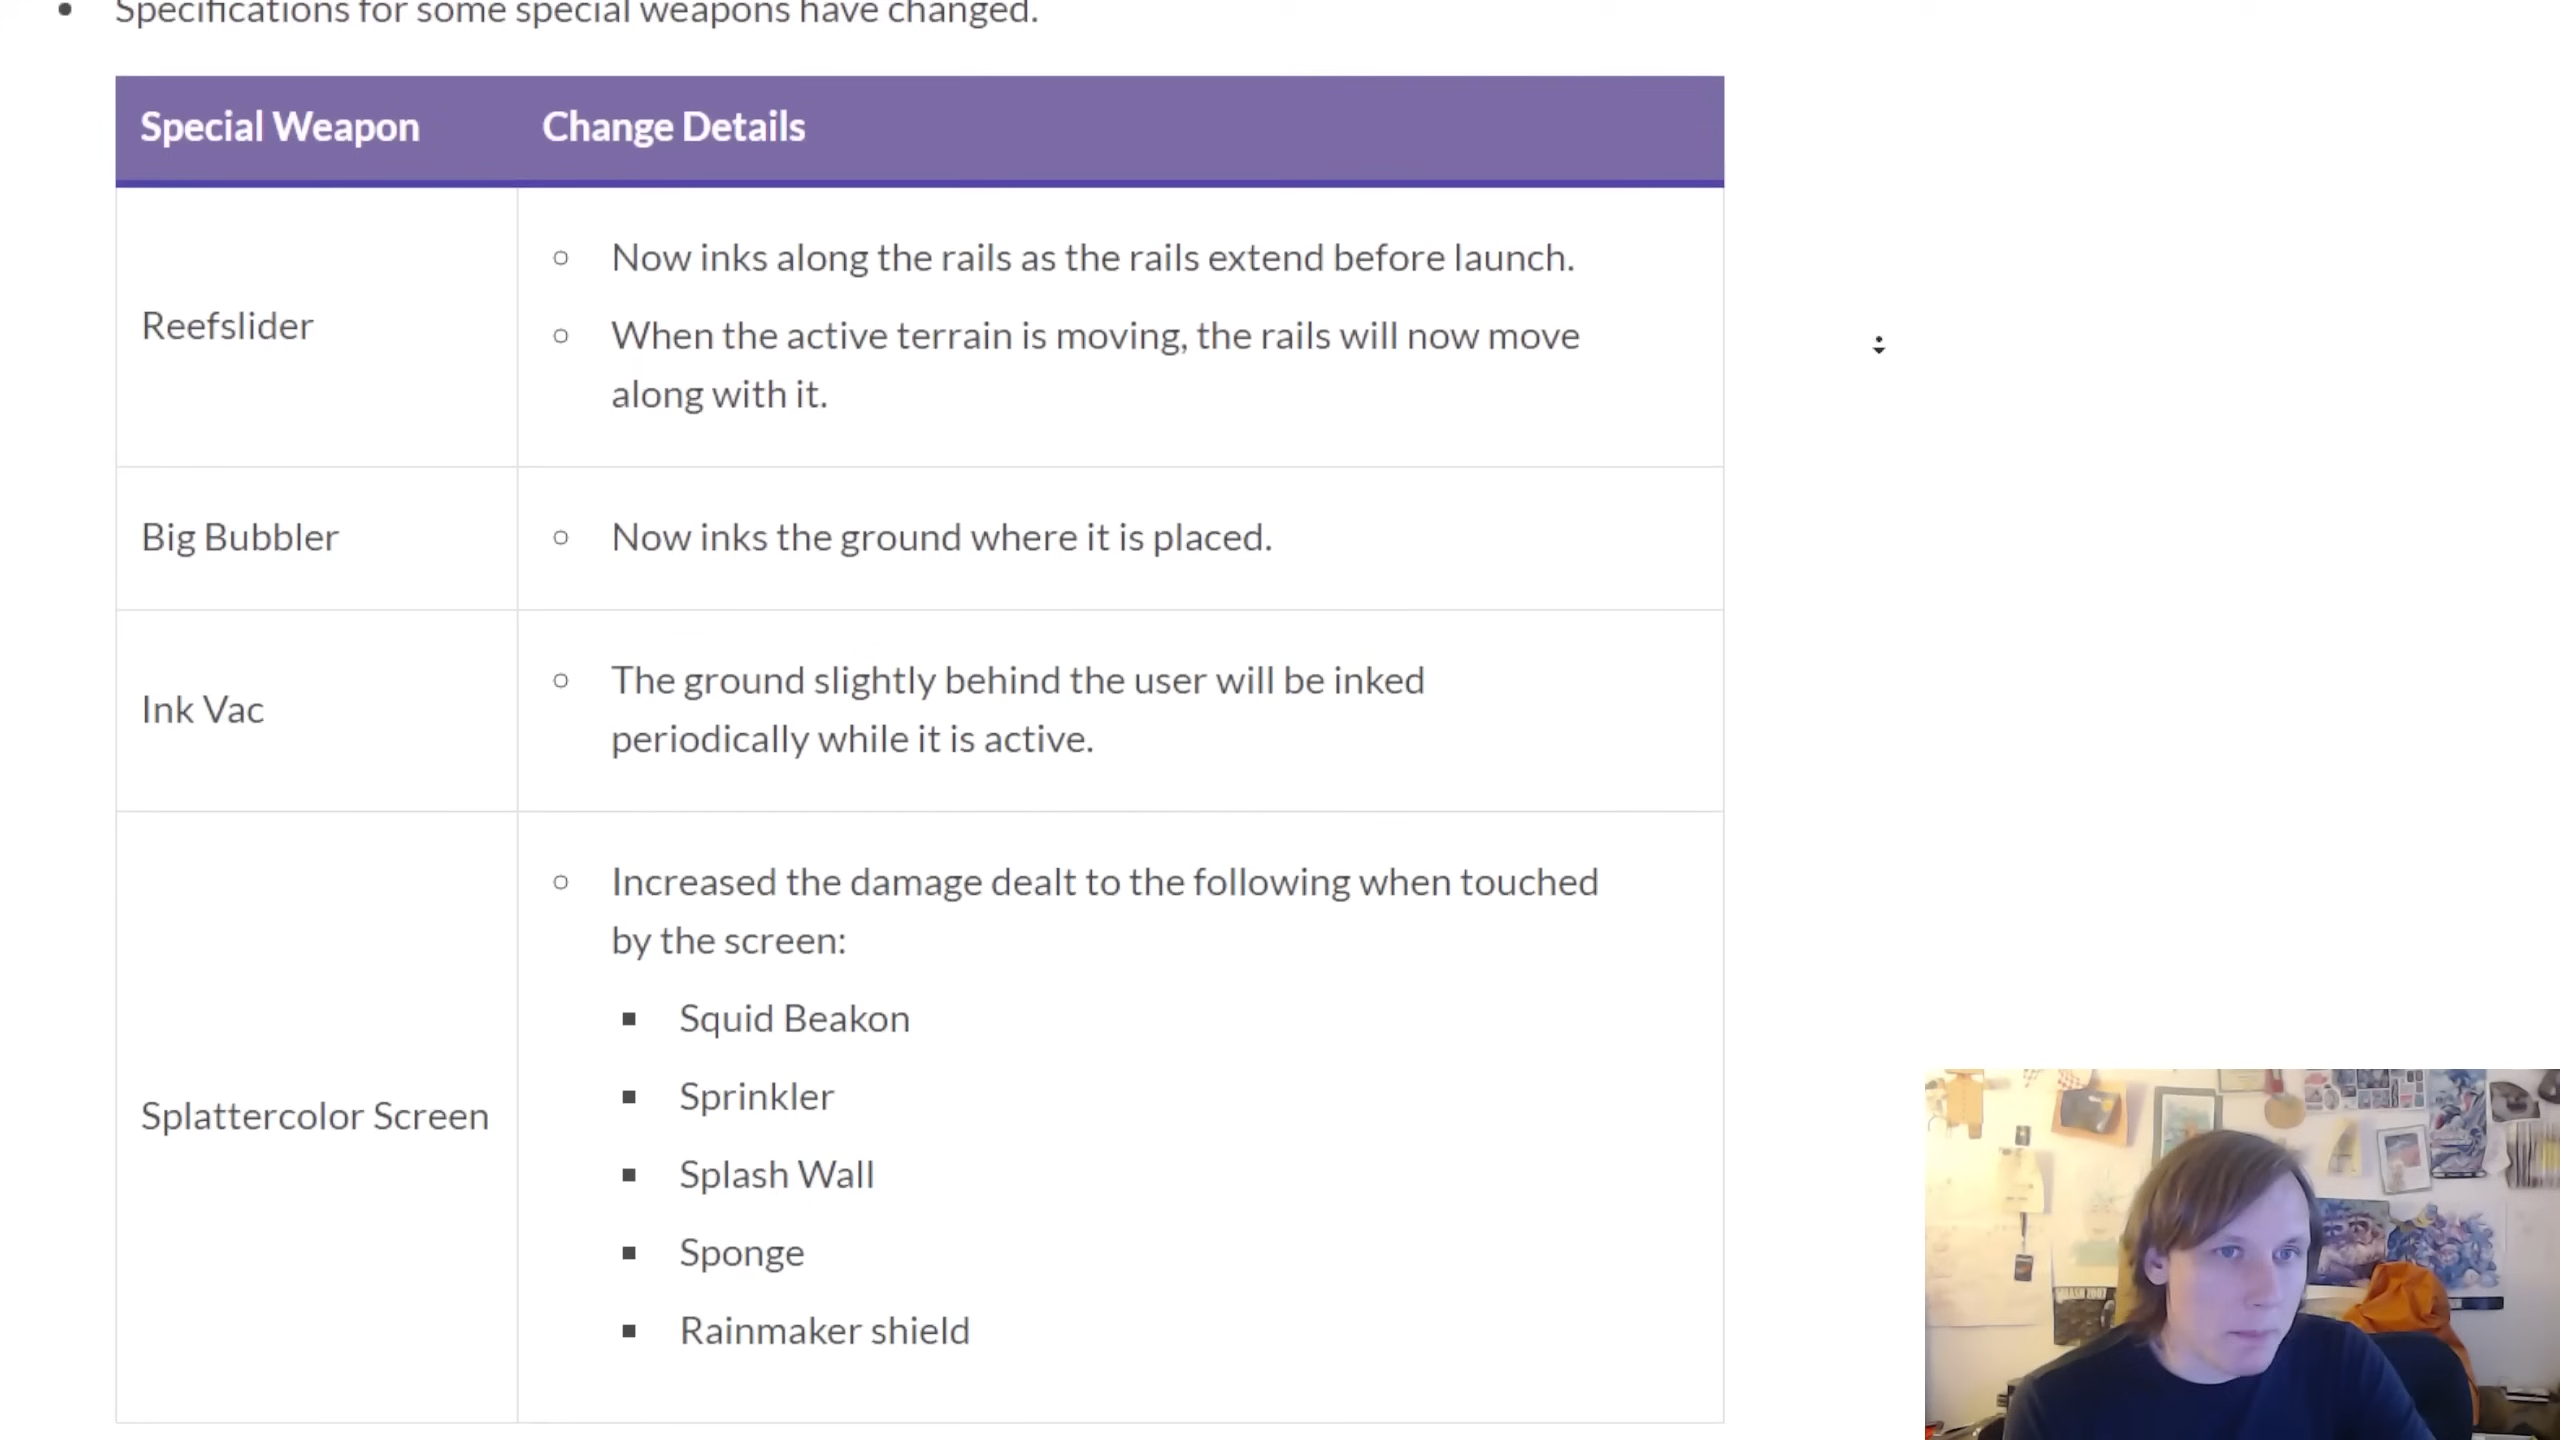 Specifications for some special weapons have changed.
Special Weapon
Change Details
Reefslider
Now inks along the rails as the rails extend before launch.
When the active terrain is moving, the rails will now move
along with it.
Big Bubbler
Now inks the ground where it is placed.
Ink Vac
The ground slightly behind the user will be inked
periodically while it is active.
Splattercolor Screen
Increased the damage dealt to the following when touched
by the screen:
Squid Beakon
Sprinkler
Splash Wall
Sponge
Rainmaker shield